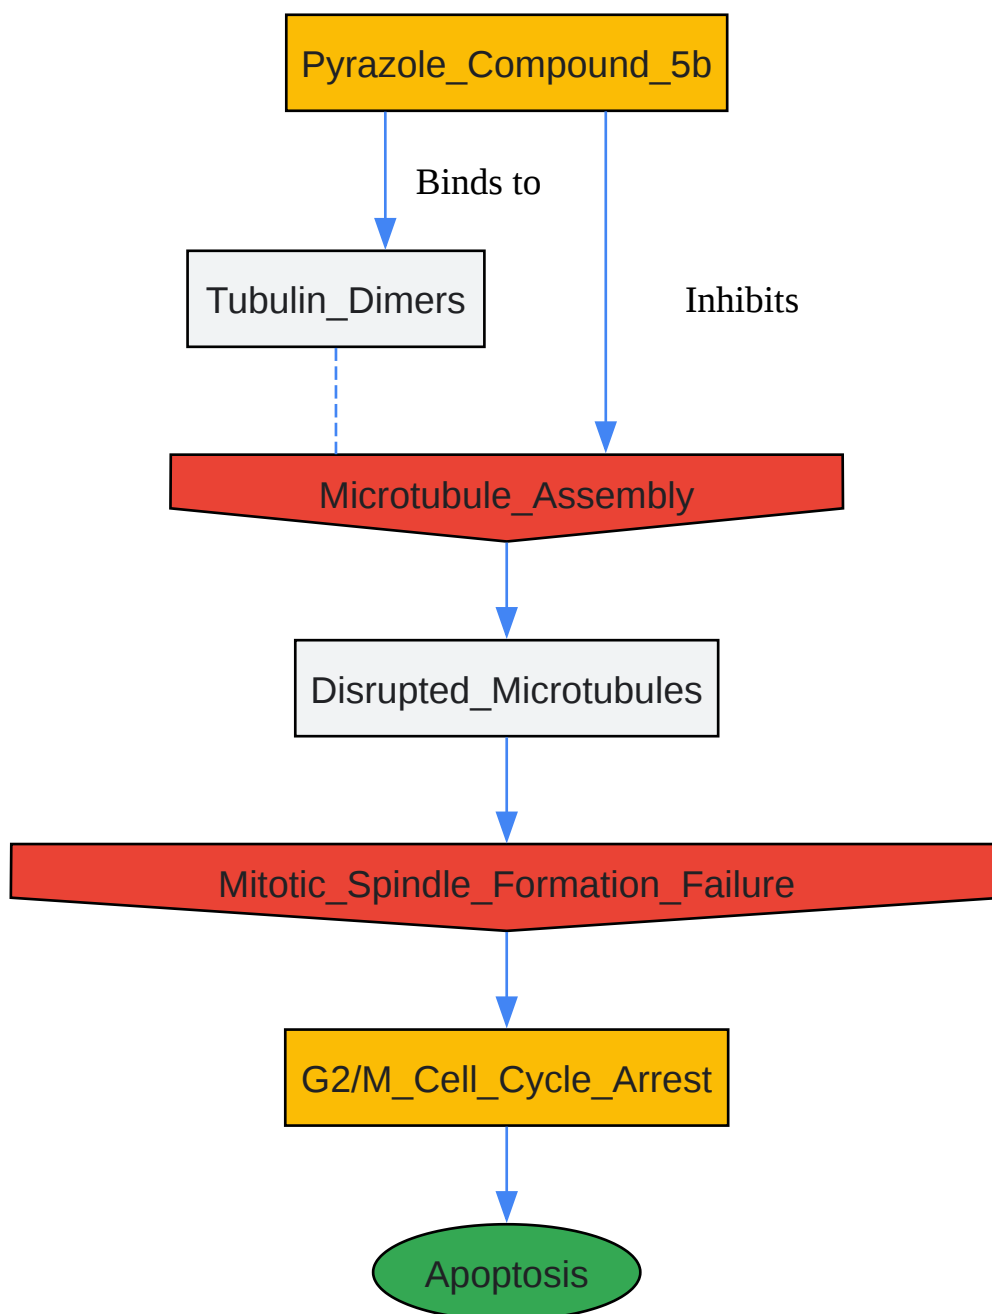 Pyrazole_Compound_5b
Binds to
Tubulin_Dimers
Inhibits
Microtubule_Assembly
Disrupted_Microtubules
Mitotic_Spindle_Formation_Failure
G2/M_Cell_Cycle_Arrest
Apoptosis